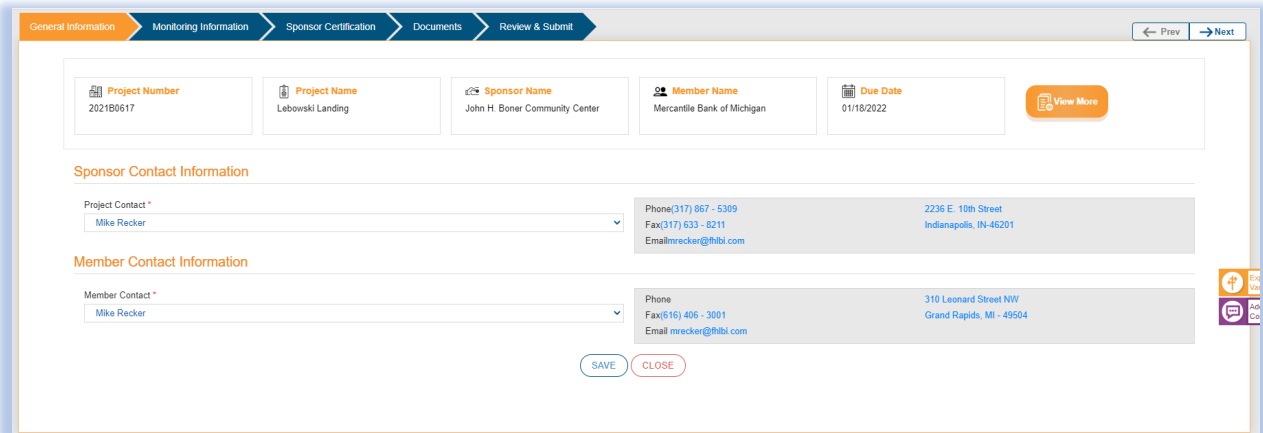 General Information Monitoring Information Sponsor Certification Documents Review & Submit
← Prev → Next
Project Number Project Name Sponsor Name Member Name Due Date
2021B0617 Lebowski Landing John H. Boner Community Center Mercantile Bank of Michigan 01/18/2022
View More
Sponsor Contact Information
Project Contact *
Mike Recker
Phone(317) 867 - 5309 2236 E. 10th Street
Fax(317) 633 - 8211 Indianapolis, IN-46201
Emailmrecker@fhlbi.com
Member Contact Information
Member Contact *
Mike Recker
Phone 310 Leonard Street NW
Fax(616) 406 - 3001 Grand Rapids, MI - 49504
Email mrecker@fhlbi.com
SAVE CLOSE